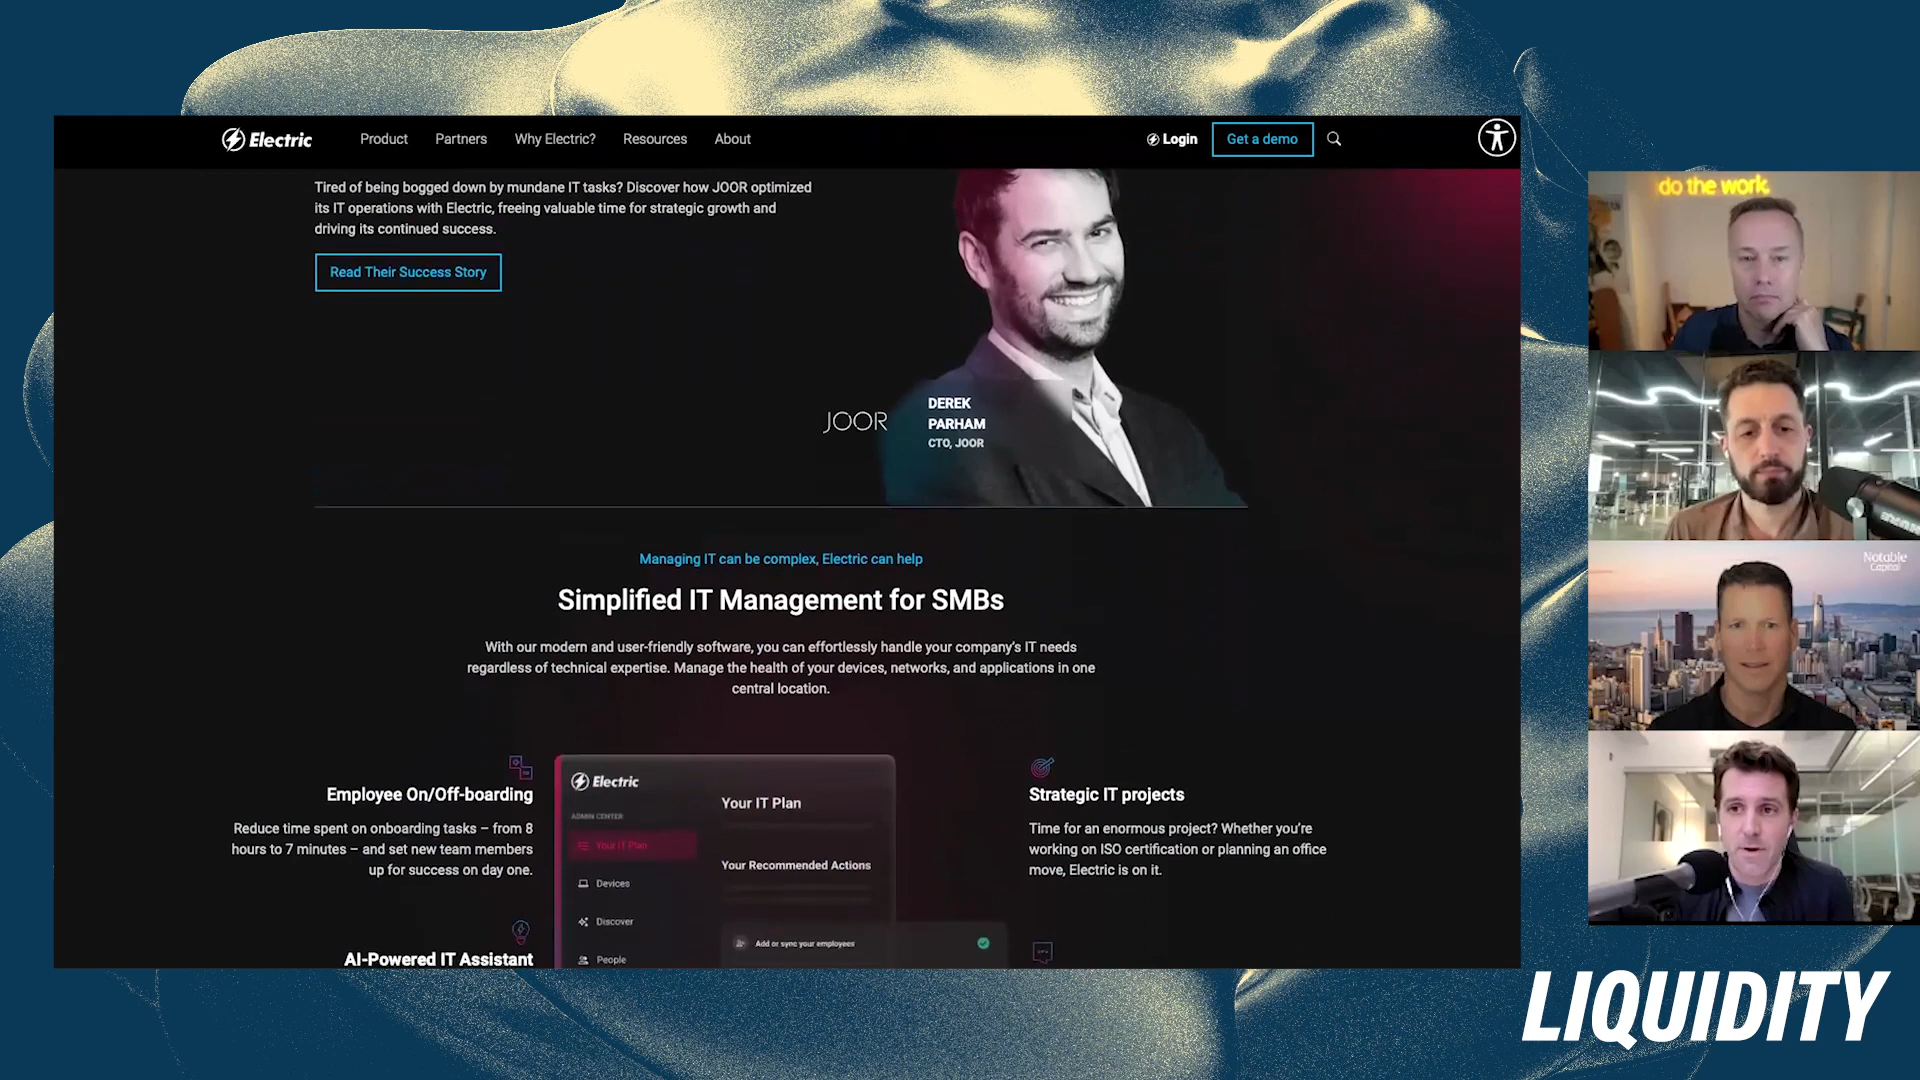 Electric
Product
Partners
Why Electric?
Resources
About
Login
Get a demo
Tired of being bogged down by mundane IT tasks? Discover how JOOR optimized
its IT operations with Electric, freeing valuable time for strategic growth and
driving its continued success.
Read Their Success Story
JOOR
DEREK
PARHAM
CTO, JOOR
Managing IT can be complex, Electric can help
Simplified IT Management for SMBs
With our modern and user-friendly software, you can effortlessly handle your company's IT needs
regardless of technical expertise. Manage the health of your devices, networks, and applications in one
central location.
Employee On/Off-boarding
Reduce time spent on onboarding tasks – from 8
hours to 7 minutes – and set new team members
up for success on day one.
AI-Powered IT Assistant
Electric
ADMIN CENTER
Your IT Plan
Devices
Discover
People
Your IT Plan
Your Recommended Actions
Add or sync your employees
Strategic IT projects
Time for an enormous project? Whether you're
working on ISO certification or planning an office
move, Electric is on it.
do the work
Notable
Capital
LIQUIDITY